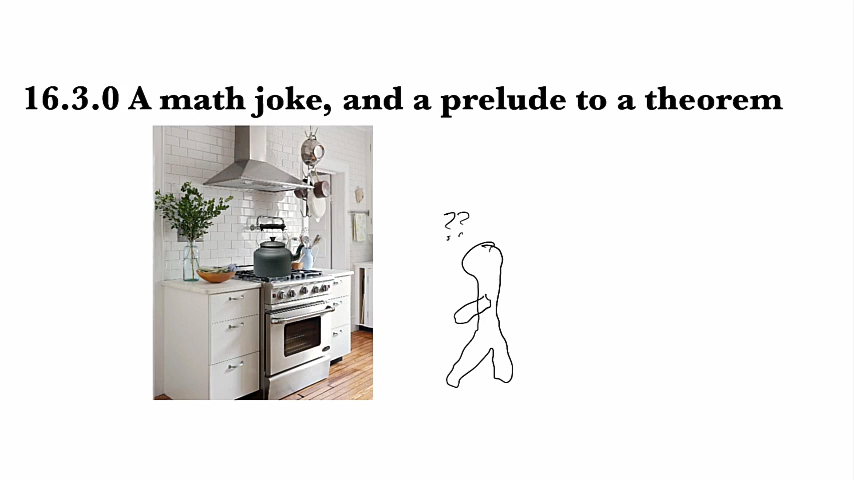 16.3.0 A math joke, and a prelude to a theorem
??